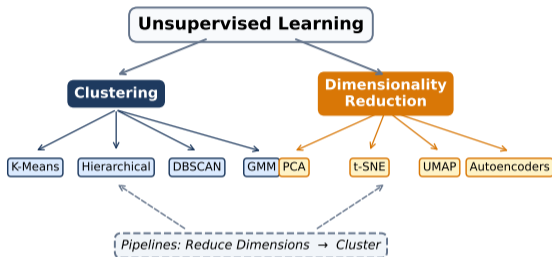 Unsupervised Learning
Clustering
Dimensionality
Reduction
K-Means
Hierarchical
DBSCAN
GMM
PCA
t-SNE
UMAP
Autoencoders
Pipelines: Reduce Dimensions → Cluster